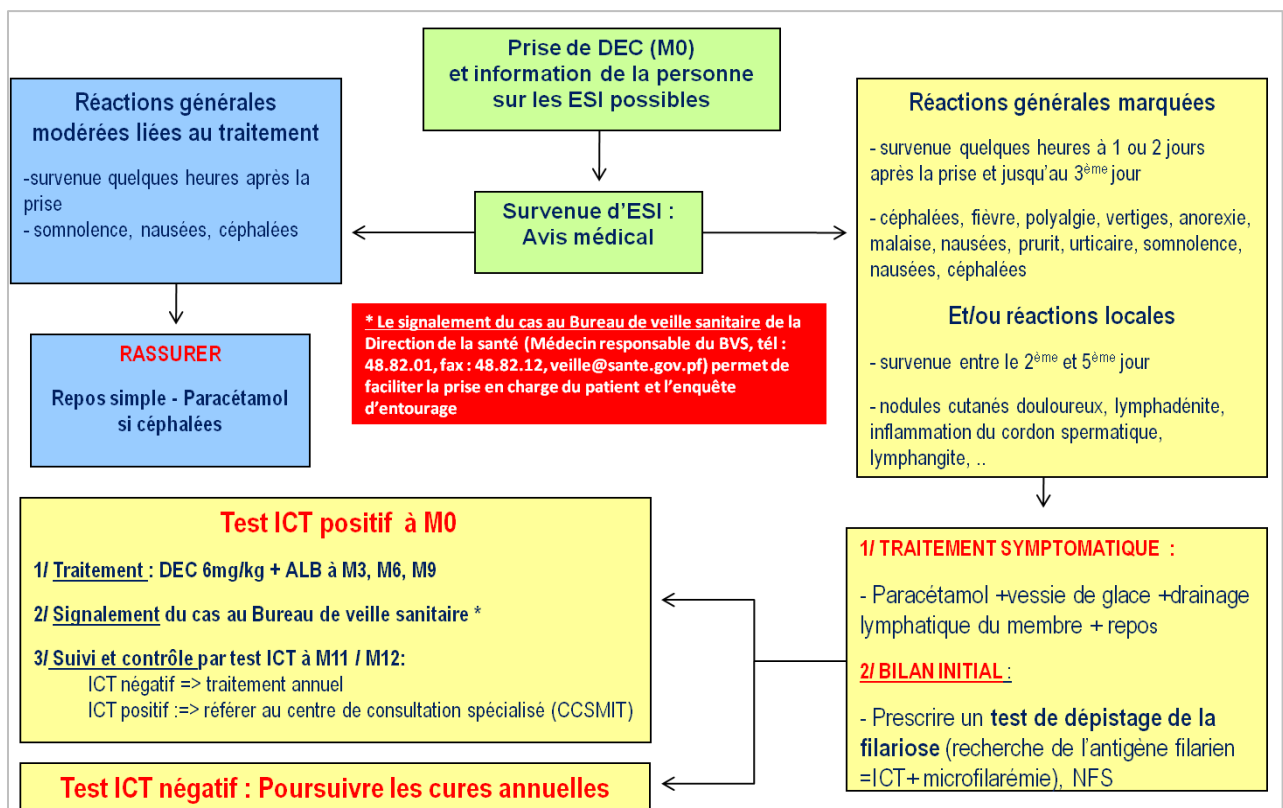 Prise de DEC (M0)
et information de la personne
sur les ESI possibles
Réactions générales
modérées liées au traitement
-survenue quelques heures après la
prise
- somnolence, nausées, céphalées
Survenue d'ESI :
Avis médical
Réactions générales marquées
- survenue quelques heures à 1 ou 2 jours
après la prise et jusqu'au 3ème jour
- céphalées, fièvre, polyalgie, vertiges, anorexie,
malaise, nausées, prurit, urticaire, somnolence,
nausées, céphalées
Et/ou réactions locales
- survenue entre le 2ème et 5ème jour
- nodules cutanés douloureux, lymphadénite,
inflammation du cordon spermatique,
lymphangite, ..
RASSURER
Repos simple - Paracétamol
si céphalées
* Le signalement du cas au Bureau de veille sanitaire de la
Direction de la santé (Médecin responsable du BVS, tél :
48.82.01, fax : 48.82.12, veille@sante.gov.pf) permet de
faciliter la prise en charge du patient et l'enquête
d'entourage
Test ICT positif à M0
1/ Traitement : DEC 6mg/kg + ALB à M3, M6, M9
2/ Signalement du cas au Bureau de veille sanitaire *
3/ Suivi et contrôle par test ICT à M11 / M12:
ICT négatif => traitement annuel
ICT positif :=> référer au centre de consultation spécialisé (CCSMIT)
Test ICT négatif : Poursuivre les cures annuelles
1/ TRAITEMENT SYMPTOMATIQUE :
- Paracétamol +vessie de glace +drainage
lymphatique du membre + repos
2/ BILAN INITIAL :
- Prescrire un test de dépistage de la
filariose (recherche de l'antigène filarien
=ICT+ microfilarémie), NFS